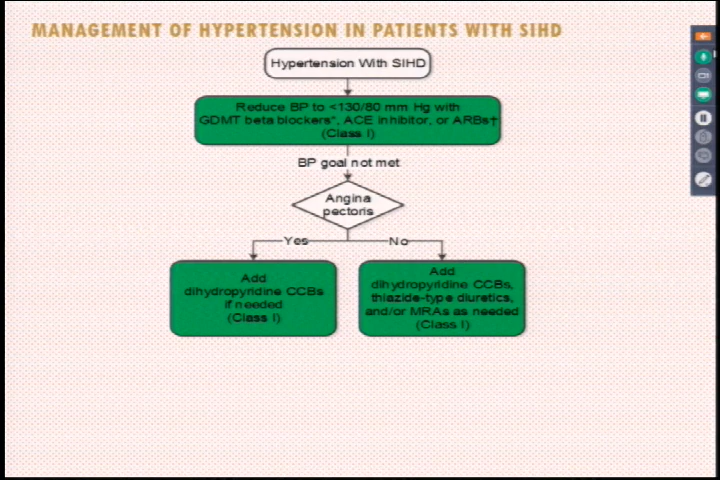 MANAGEMENT OF HYPERTENSION IN PATIENTS WITH SIHD
Hypertension With SIHD
Reduce BP to <130/80 mm Hg with
GDMT beta blockers*, ACE inhibitor, or ARBs†
(Class I)
BP goal not met
Angina
pectoris
Yes
No
Add
dihydropyridine CCBs
if needed
(Class I)
Add
dihydropyridine CCBs,
thiazide-type diuretics,
and/or MRAs as needed
(Class I)